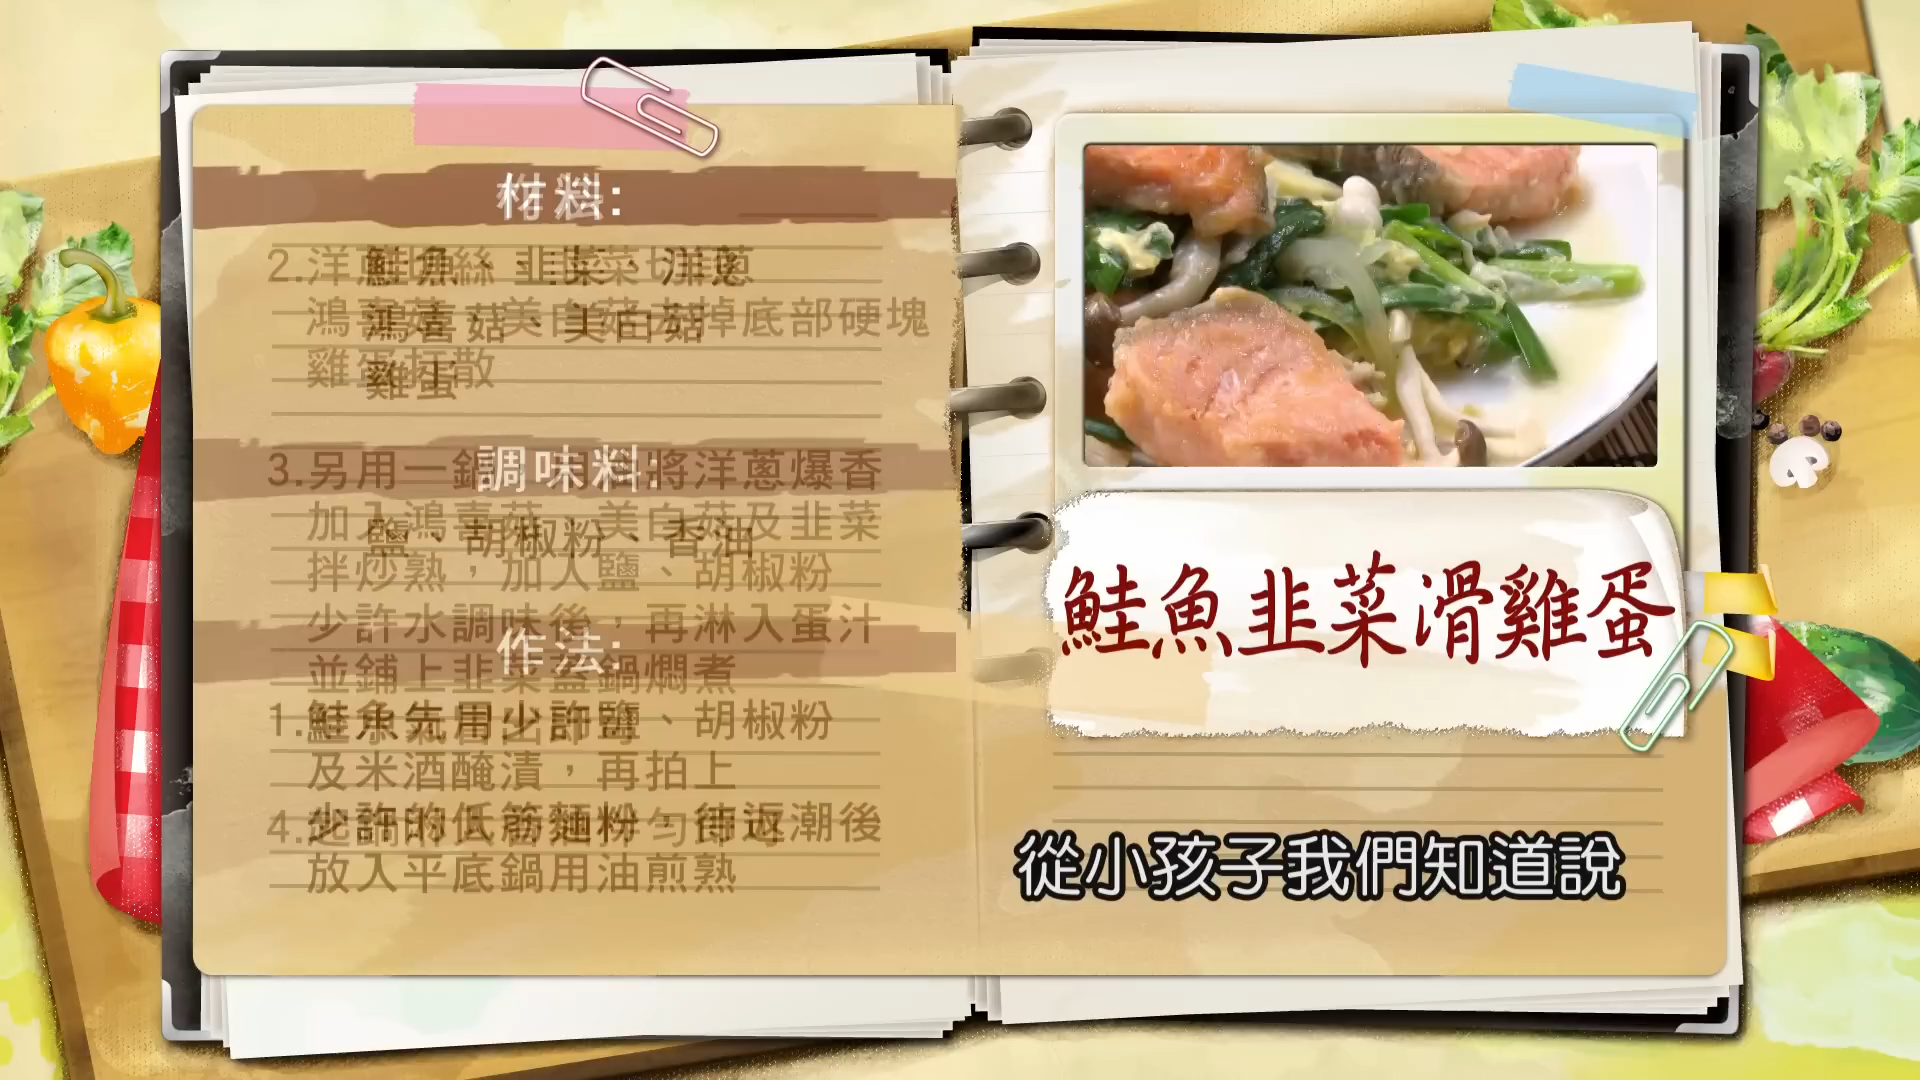 材料:
鮭魚、韭菜、洋蔥
鴻喜菇、美白菇
雞蛋
調味料:
鹽、胡椒粉、香油
作法:
1.鮭魚先用少許鹽、胡椒粉
及米酒醃漬，再拍上
少許的低筋麵粉，待返潮後
放入平底鍋用油煎熟
2.洋蔥切絲
鴻喜菇、美白菇去掉底部硬塊
雞蛋打散
3.另用一鍋 將洋蔥爆香
加入鴻喜菇、美白菇及韭菜
拌炒熟，加入鹽、胡椒粉
少許水調味後，再淋入蛋汁
並鋪上韭菜蓋鍋燜煮
4.
鮭魚韭菜滑雞蛋
從小孩子我們知道說